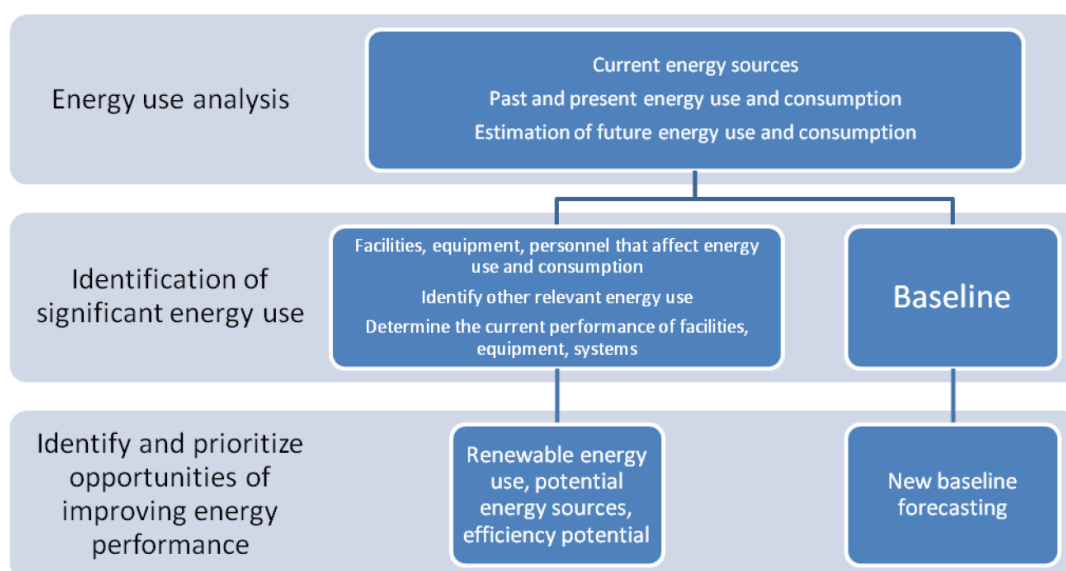 Energy use analysis
Current energy sources
Past and present energy use and consumption
Estimation of future energy use and consumption
Identification of
significant energy use
Facilities, equipment, personnel that affect energy
use and consumption
Identify other relevant energy use
Determine the current performance of facilities,
equipment, systems
Baseline
Identify and prioritize
opportunities of
improving energy
performance
Renewable energy
use, potential
energy sources,
efficiency potential
New baseline
forecasting